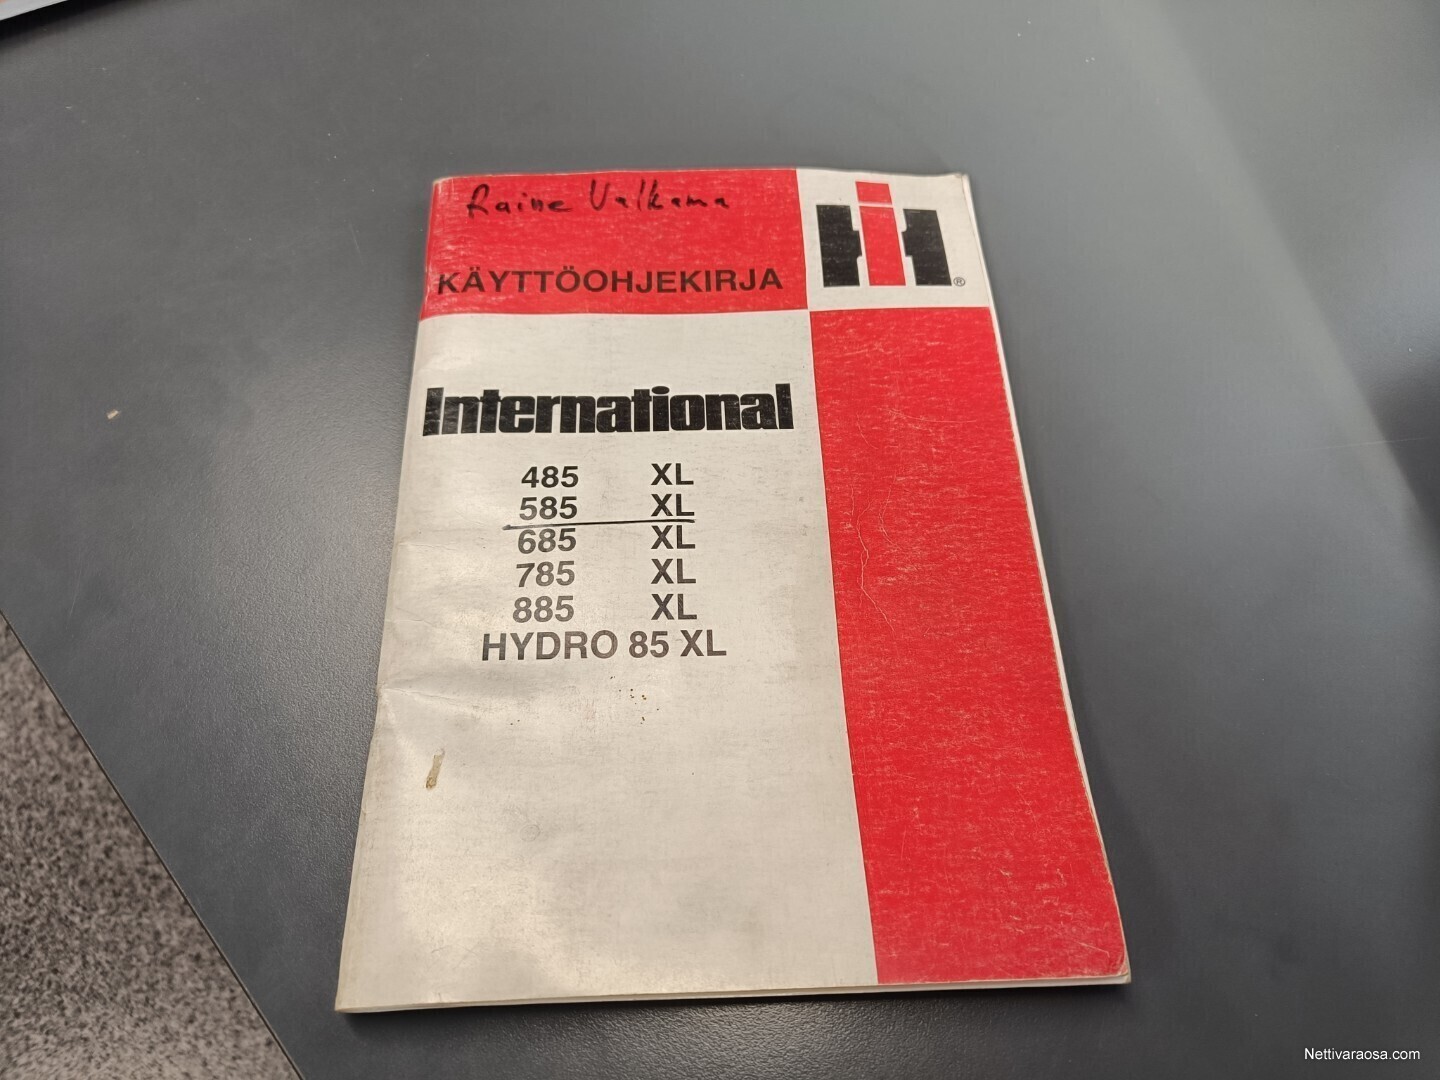 Raine Valkama
KÄYTTÖOHJEKIRJA
IH®
International
485 XL
585 XL
685 XL
785 XL
885 XL
HYDRO 85 XL
Nettivaraosa.com